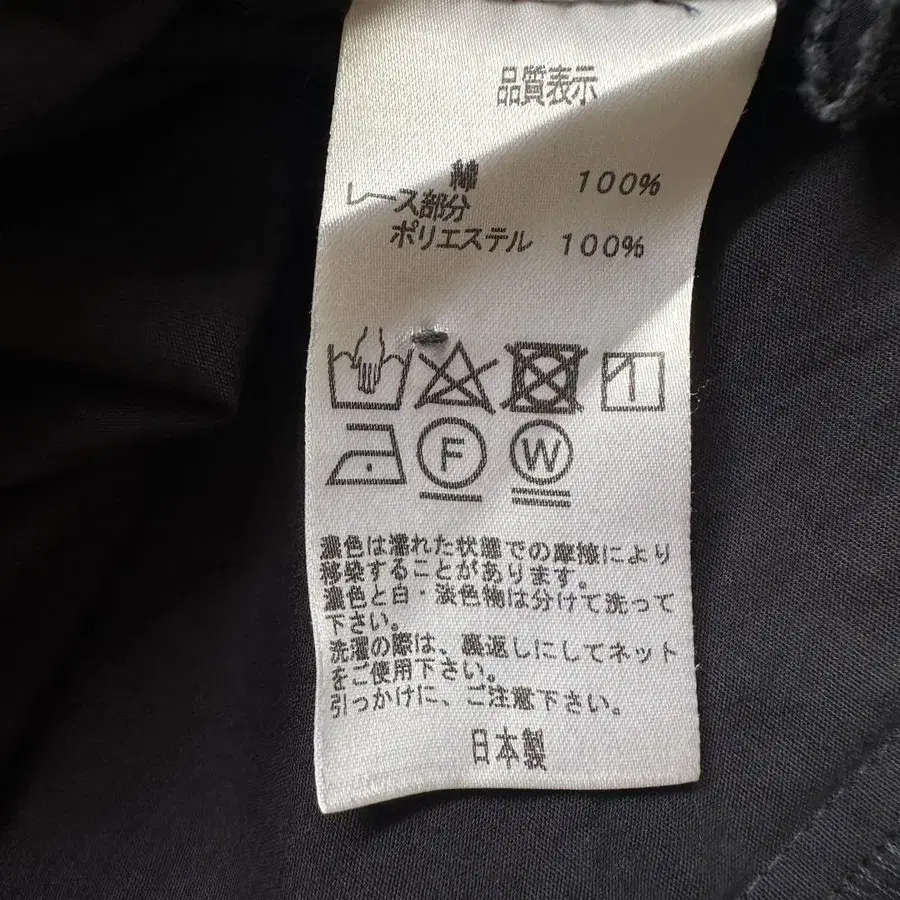 品質表示
綿 100%
レース部分
ポリエステル 100%
F W
濃色は濡れた状態での摩擦により
移染することがあります。
濃色と白・淡色物は分けて洗って
下さい。
洗濯の際は、裏返しにしてネット
をご使用下さい。
引っかけに、ご注意下さい。
日本製